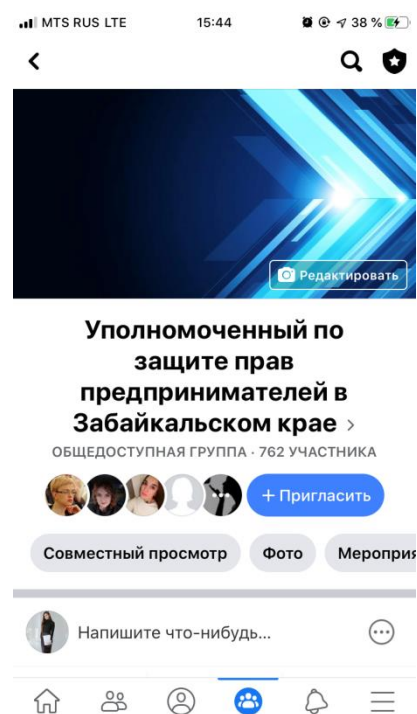 MTS RUS LTE 15:44 38 %
Редактировать
Уполномоченный по
защите прав
предпринимателей в
Забайкальском крае
ОБЩЕДОСТУПНАЯ ГРУППА · 762 УЧАСТНИКА
+ Пригласить
Совместный просмотр Фото Мероприя
Напишите что-нибудь...